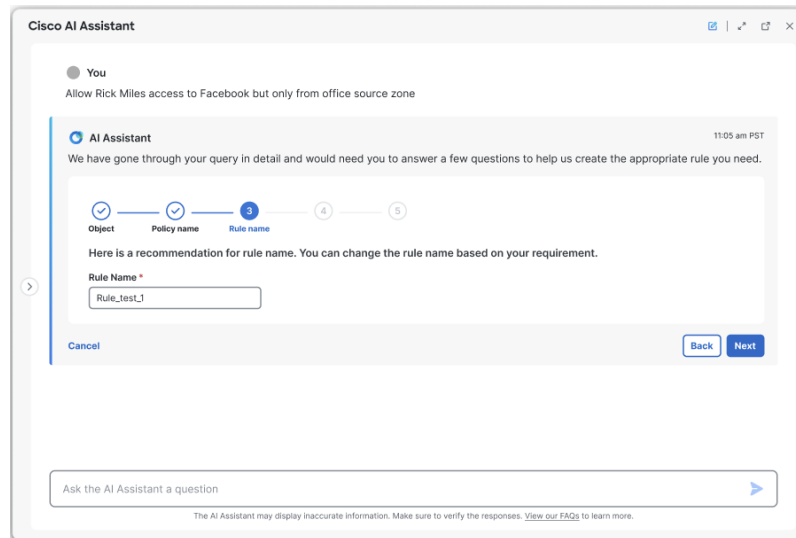 Cisco AI Assistant
You
Allow Rick Miles access to Facebook but only from office source zone
AI Assistant
11:05 am PST
We have gone through your query in detail and would need you to answer a few questions to help us create the appropriate rule you need.
3
4
5
Object
Policy name
Rule name
Here is a recommendation for rule name. You can change the rule name based on your requirement.
Rule Name *
Rule_test_1
Cancel
Back
Next
Ask the AI Assistant a question
The AI Assistant may display inaccurate information. Make sure to verify the responses. View our FAQs to learn more.